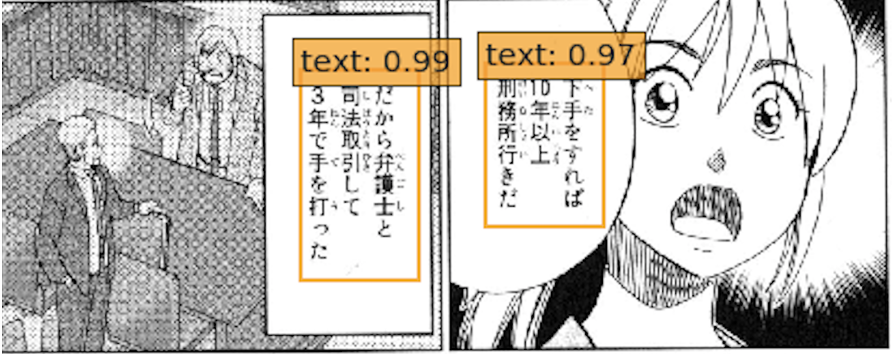 text: 0.97
下手をすれば
10年以上
刑務所行きだ
text: 0.99
だから弁護士と
司法取引して
3年で手を打った